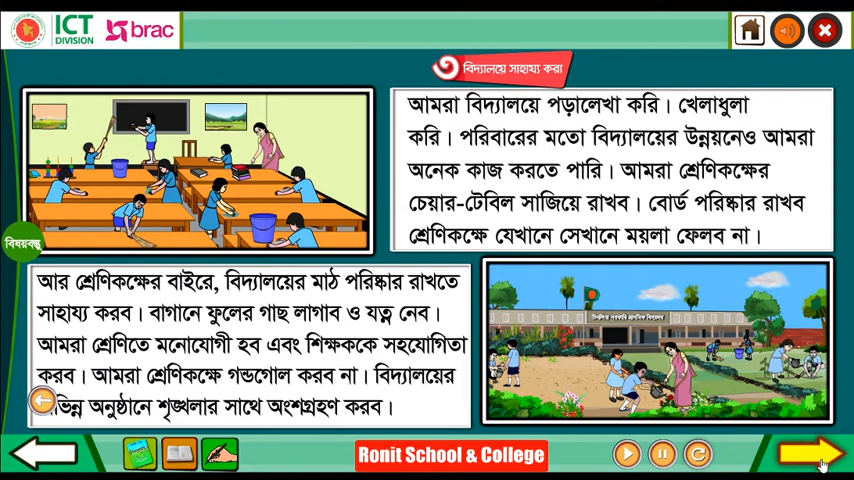 ICT
DIVISION
brac
৩ বিদ্যালয়ে সাহায্য করা
আমরা বিদ্যালয়ে পড়ালেখা করি। খেলাধুলা
করি। পরিবারের মতো বিদ্যালয়ের উন্নয়নেও আমরা
অনেক কাজ করতে পারি। আমরা শ্রেণিকক্ষের
চেয়ার-টেবিল সাজিয়ে রাখব। বোর্ড পরিষ্কার রাখব
শ্রেণিকক্ষে যেখানে সেখানে ময়লা ফেলব না।
বিষয়বস্তু
আর শ্রেণিকক্ষের বাইরে, বিদ্যালয়ের মাঠ পরিষ্কার রাখতে
সাহায্য করব। বাগানে ফুলের গাছ লাগাব ও যত্ন নেব।
আমরা শ্রেণিতে মনোযোগী হব এবং শিক্ষককে সহযোগিতা
করব। আমরা শ্রেণিকক্ষে গন্ডগোল করব না। বিদ্যালয়ের
অনুষ্ঠানে শৃঙ্খলার সাথে অংশগ্রহণ করব।
সরকারি প্রাথমিক বিদ্যালয়
Ronit School & College